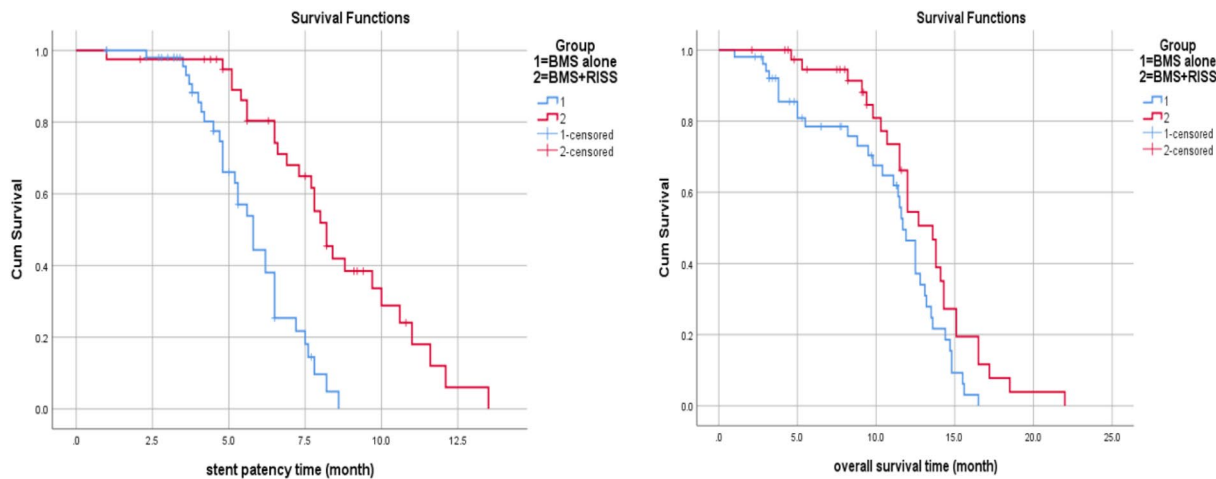 Survival Functions
Group
1=BMS alone
2=BMS+RISS
1
2
1-censored
2-censored
Cum Survival
1.0
0.8
0.6
0.4
0.2
0.0
.0 2.5 5.0 7.5 10.0 12.5
stent patency time (month)
Survival Functions
Group
1=BMS alone
2=BMS+RISS
1
2
1-censored
2-censored
Cum Survival
1.0
0.8
0.6
0.4
0.2
0.0
.0 5.0 10.0 15.0 20.0 25.0
overall survival time (month)